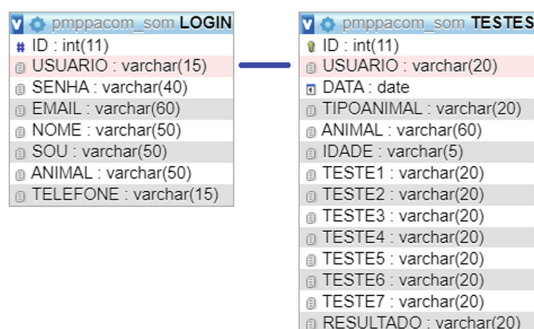 pmppacom_som LOGIN
ID : int(11)
USUARIO : varchar(15)
SENHA : varchar(40)
EMAIL : varchar(60)
NOME : varchar(50)
SOU : varchar(50)
ANIMAL : varchar(50)
TELEFONE : varchar(15)
pmppacom_som TESTES
ID : int(11)
USUARIO : varchar(20)
DATA : date
TIPOANIMAL : varchar(20)
ANIMAL : varchar(60)
IDADE : varchar(5)
TESTE1 : varchar(20)
TESTE2 : varchar(20)
TESTE3 : varchar(20)
TESTE4 : varchar(20)
TESTE5 : varchar(20)
TESTE6 : varchar(20)
TESTE7 : varchar(20)
RESULTADO : varchar(20)